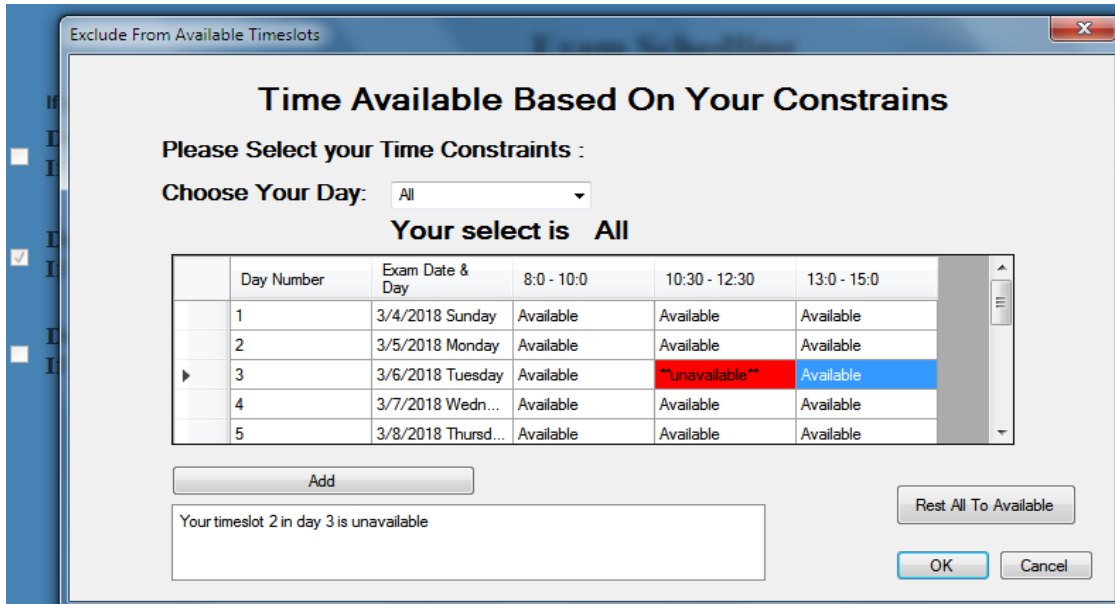 Exclude From Available Timeslots
Exam Schedlling
If
Time Available Based On Your Constrains
D
Please Select your Time Constraints :
I
Choose Your Day: All
Your select is All
D
I
Day Number Exam Date & Day 8:0 - 10:0 10:30 - 12:30 13:0 - 15:0
1 3/4/2018 Sunday Available Available Available
2 3/5/2018 Monday Available Available Available
D
3 3/6/2018 Tuesday Available **unavailable** Available
I
4 3/7/2018 Wedn... Available Available Available
5 3/8/2018 Thursd... Available Available Available
Add
Your timeslot 2 in day 3 is unavailable
Rest All To Available
OK Cancel